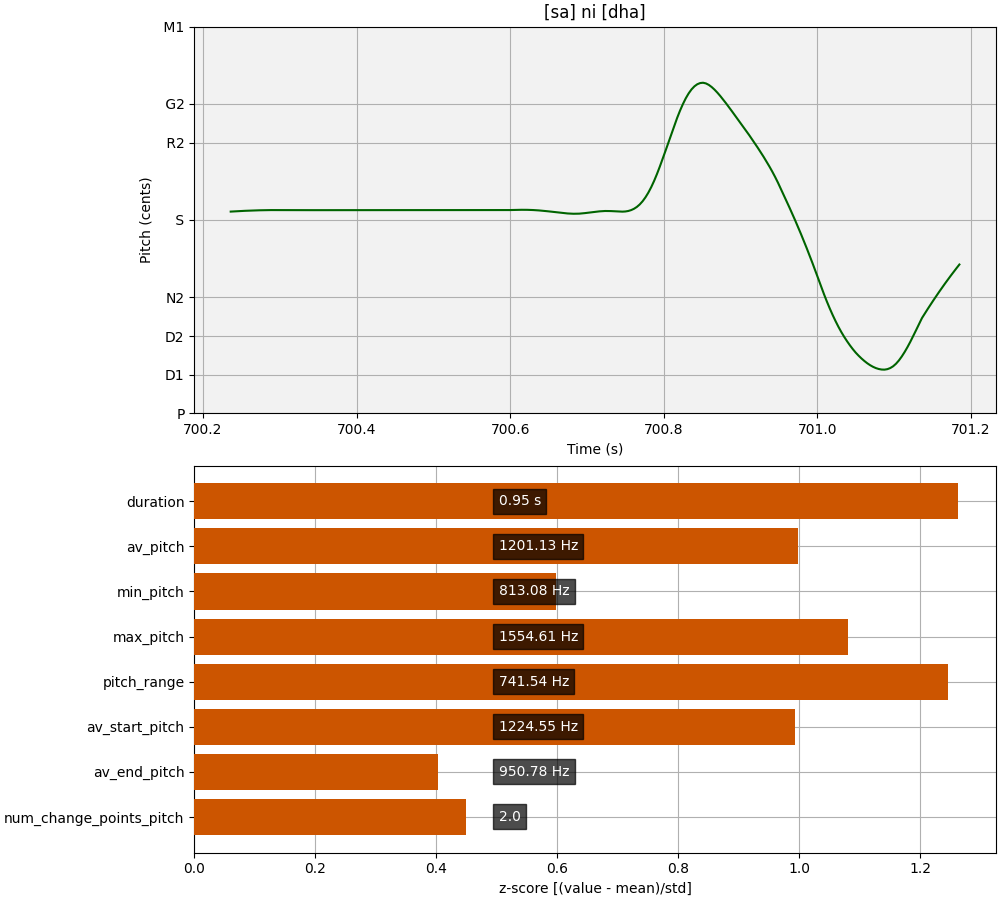 [sa] ni [dha]
M1
G2
R2
S
N2
D2
D1
P
Pitch (cents)
700.2 700.4 700.6 700.8 701.0 701.2
Time (s)
duration 0.95 s
av_pitch 1201.13 Hz
min_pitch 813.08 Hz
max_pitch 1554.61 Hz
pitch_range 741.54 Hz
av_start_pitch 1224.55 Hz
av_end_pitch 950.78 Hz
num_change_points_pitch 2.0
0.0 0.2 0.4 0.6 0.8 1.0 1.2
z-score [(value - mean)/std]